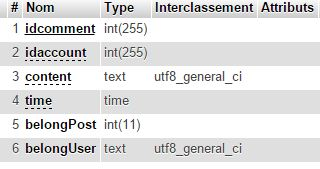 # Nom Type Interclassement Attributs
1 idcomment int(255)
2 idaccount int(255)
3 content text utf8_general_ci
4 time time
5 belongPost int(11)
6 belongUser text utf8_general_ci